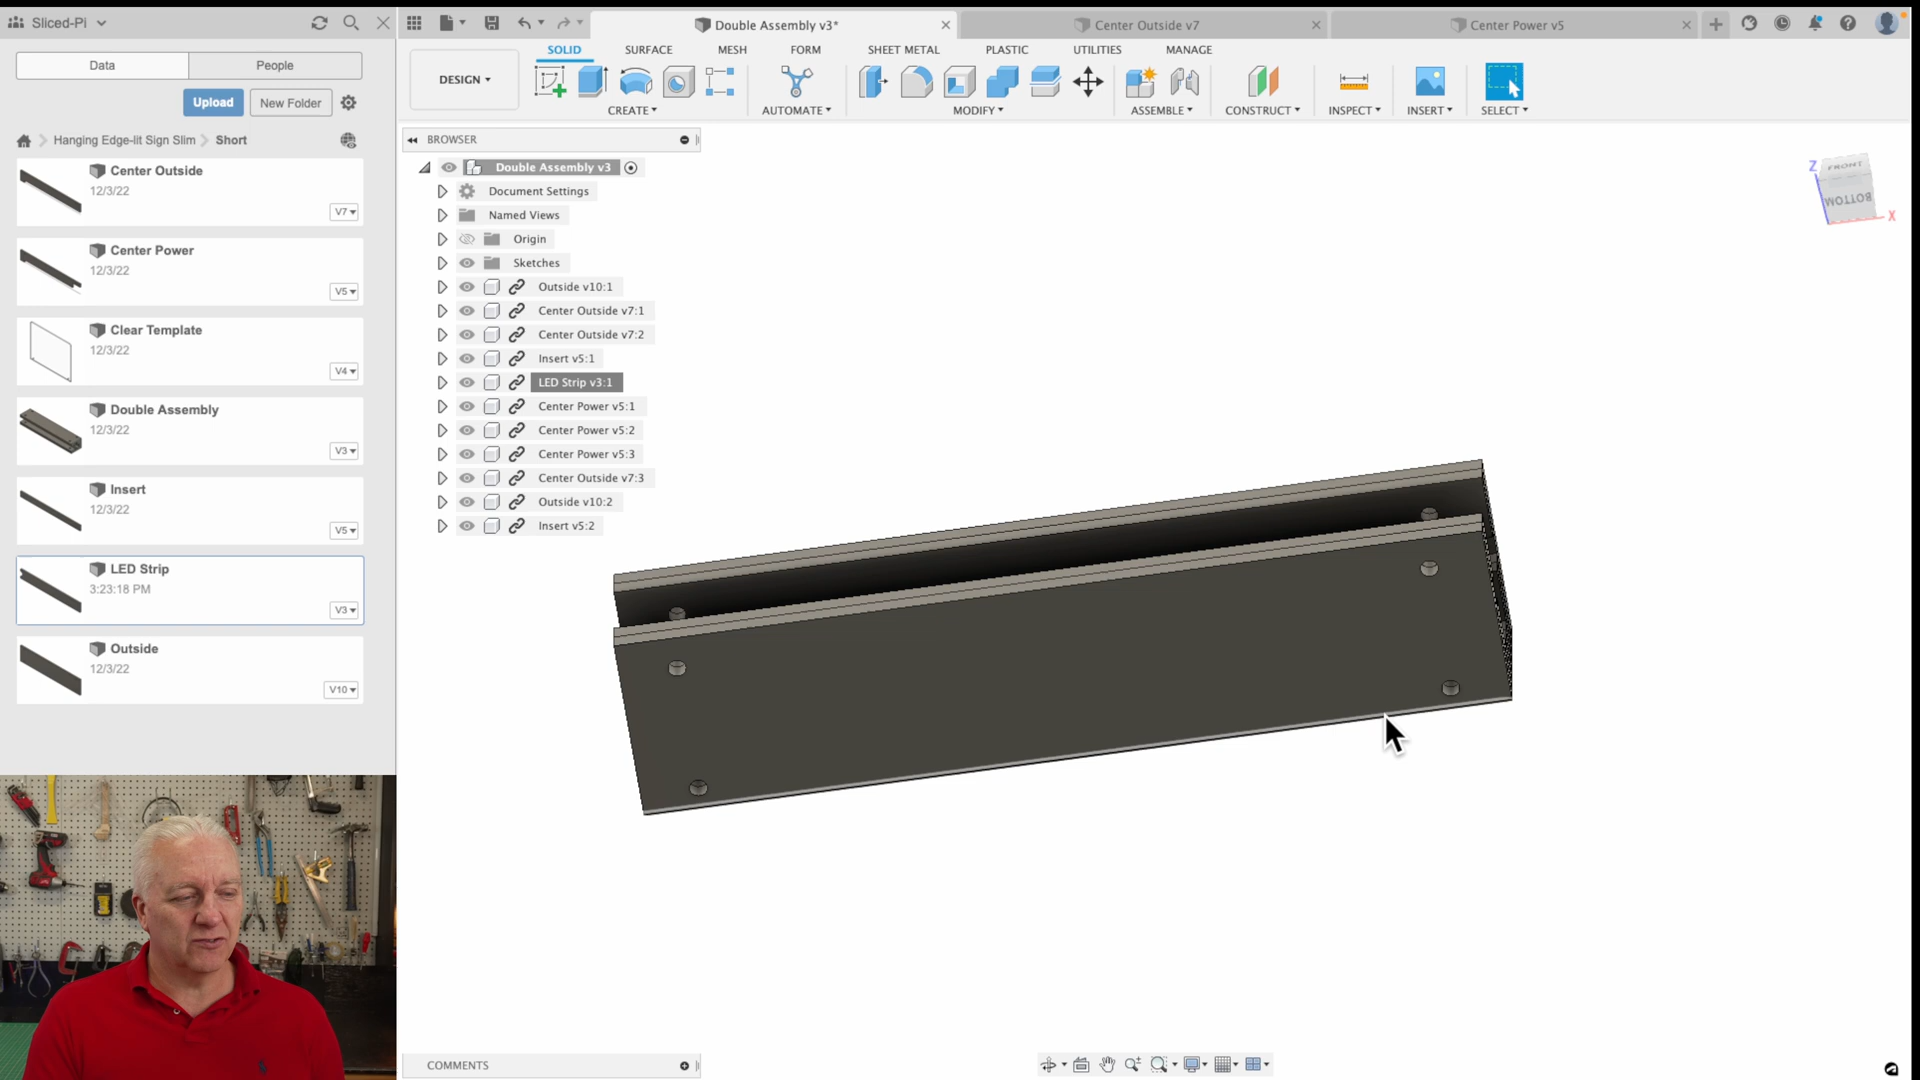 Sliced-Pi
Double Assembly v3*
Center Outside v7
Center Power v5
Data
People
Upload
New Folder
Hanging Edge-lit Sign Slim
Short
Center Outside
12/3/22
V7
Center Power
12/3/22
V5
Clear Template
12/3/22
V4
Double Assembly
12/3/22
V3
Insert
12/3/22
V5
LED Strip
3:23:18 PM
V3
Outside
12/3/22
V10
DESIGN
SOLID
SURFACE
MESH
FORM
SHEET METAL
PLASTIC
UTILITIES
MANAGE
CREATE
AUTOMATE
MODIFY
ASSEMBLE
CONSTRUCT
INSPECT
INSERT
SELECT
BROWSER
Double Assembly v3
Document Settings
Named Views
Origin
Sketches
Outside v10:1
Center Outside v7:1
Center Outside v7:2
Insert v5:1
LED Strip v3:1
Center Power v5:1
Center Power v5:2
Center Power v5:3
Center Outside v7:3
Outside v10:2
Insert v5:2
Z
FRONT
BOTTOM
X
COMMENTS